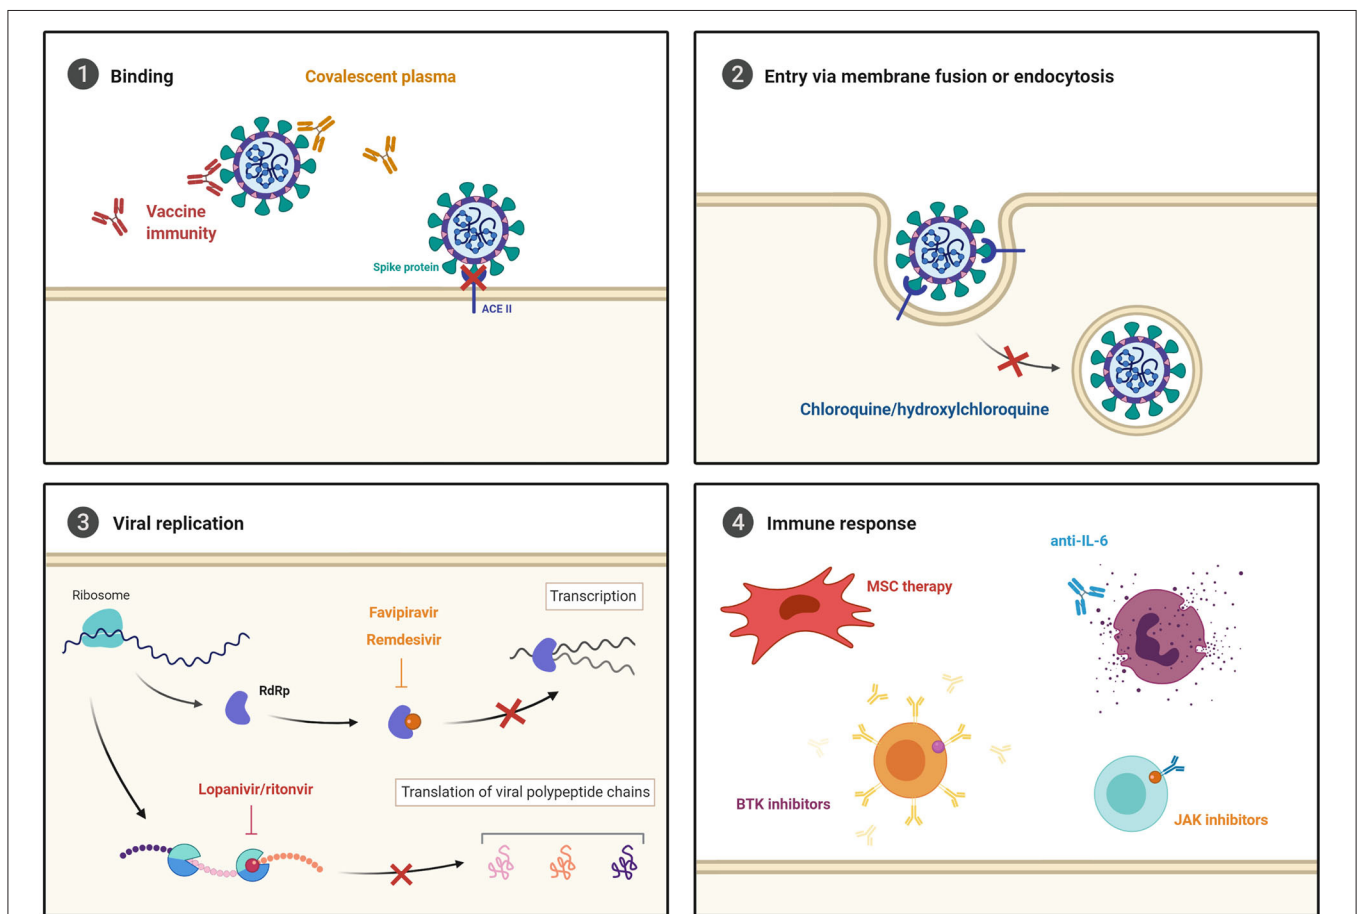 1 Binding
Covalescent plasma
Vaccine
immunity
Spike protein
ACE II
2 Entry via membrane fusion or endocytosis
Chloroquine/hydroxylchloroquine
3 Viral replication
Ribosome
Transcription
Favipiravir
Remdesivir
RdRp
Lopanivir/ritonvir
Translation of viral polypeptide chains
4 Immune response
anti-IL-6
MSC therapy
BTK inhibitors
JAK inhibitors